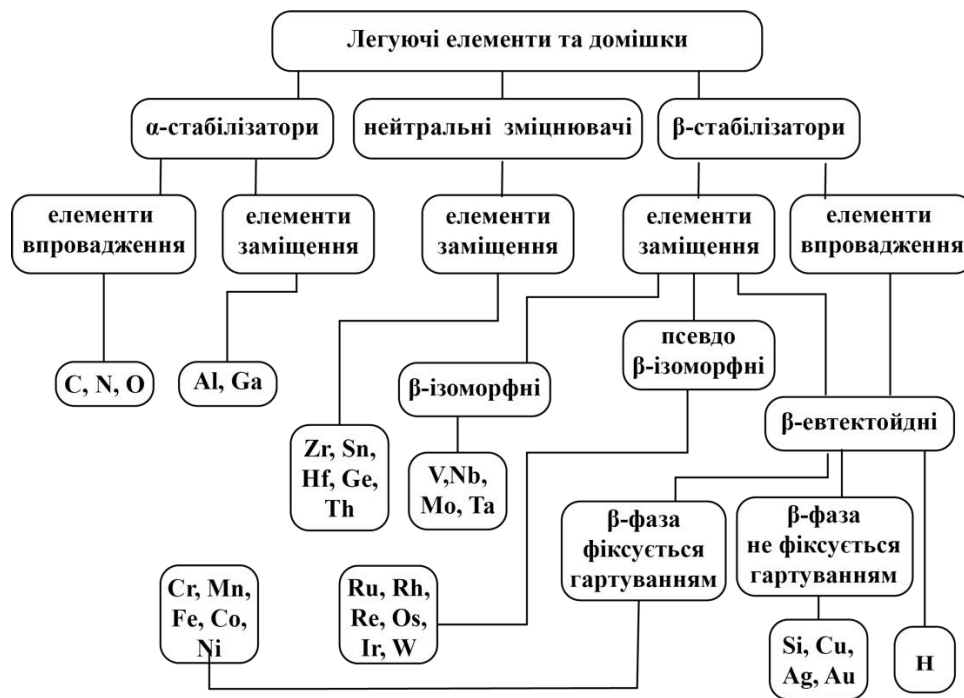 Легуючі елементи та домішки
α-стабілізатори
нейтральні зміцнювачі
β-стабілізатори
елементи
впровадження
елементи
заміщення
елементи
заміщення
елементи
заміщення
елементи
впровадження
C, N, O
Al, Ga
Zr, Sn,
Hf, Ge,
Th
β-ізоморфні
псевдо
β-ізоморфні
β-евтектоїдні
V,Nb,
Mo, Ta
β-фаза
фіксується
гартуванням
β-фаза
не фіксується
гартуванням
Cr, Mn,
Fe, Co,
Ni
Ru, Rh,
Re, Os,
Ir, W
Si, Cu,
Ag, Au
H